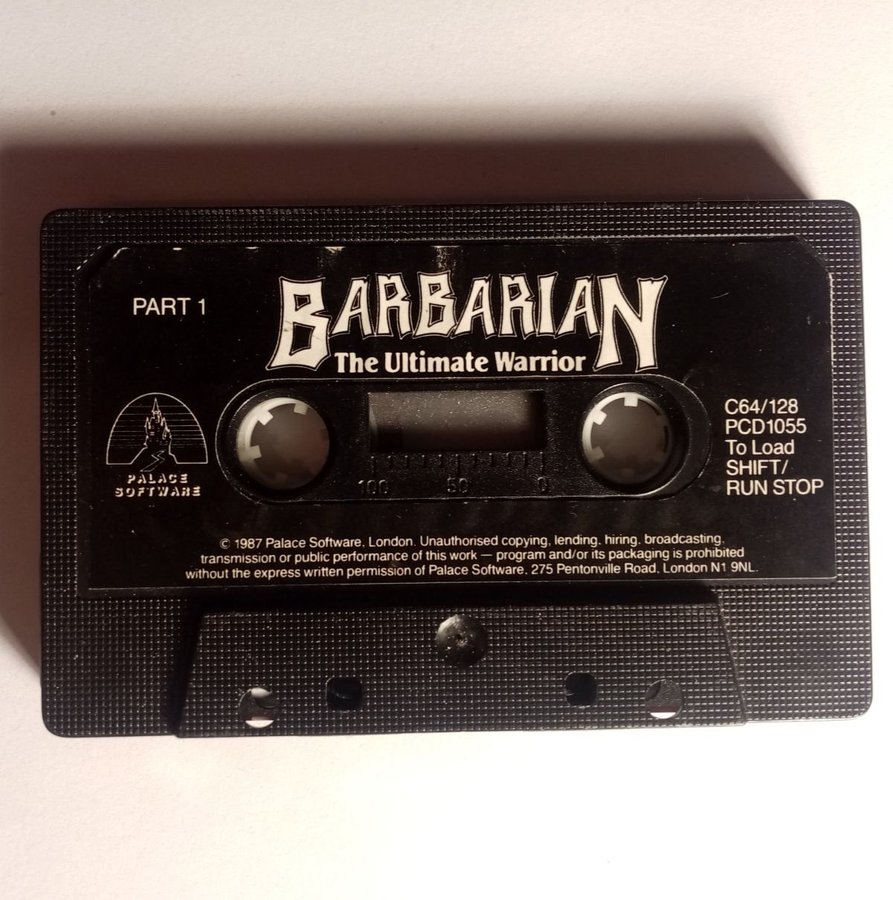 PART 1
BARBARIAN
The Ultimate Warrior
PALACE
SOFTWARE
C64/128
PCD1055
To Load
SHIFT/
RUN STOP
100 50 0
© 1987 Palace Software. London. Unauthorised copying, lending, hiring, broadcasting,
transmission or public performance of this work — program and/or its packaging is prohibited
without the express written permission of Palace Software. 275 Pentonville Road. London N1 9NL.